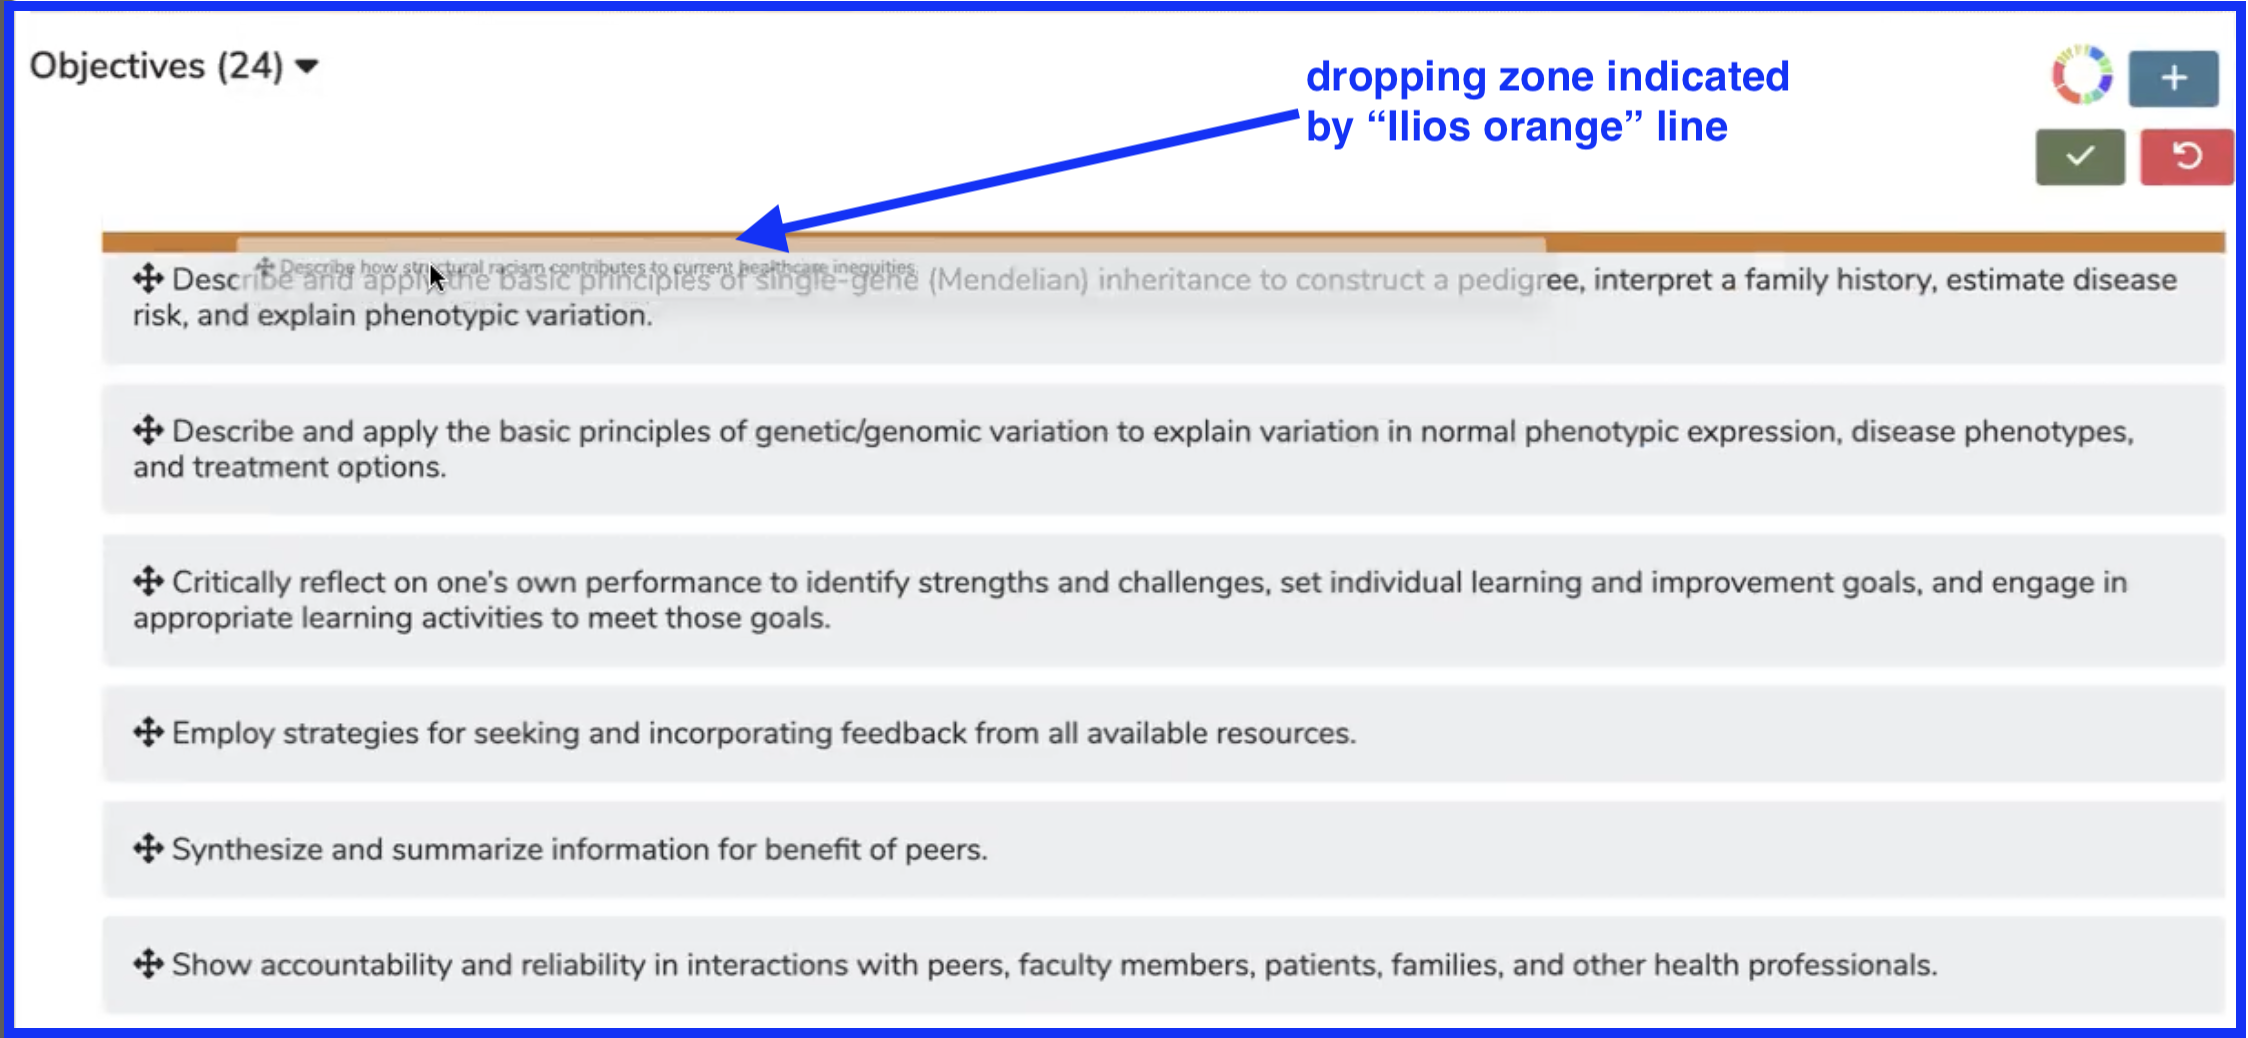 Objectives (24)
dropping zone indicated
by “Ilios orange” line
Describe how structural racism contributes to current healthcare inequities.
Describe and apply the basic principles of single-gene (Mendelian) inheritance to construct a pedigree, interpret a family history, estimate disease
risk, and explain phenotypic variation.
Describe and apply the basic principles of genetic/genomic variation to explain variation in normal phenotypic expression, disease phenotypes,
and treatment options.
Critically reflect on one's own performance to identify strengths and challenges, set individual learning and improvement goals, and engage in
appropriate learning activities to meet those goals.
Employ strategies for seeking and incorporating feedback from all available resources.
Synthesize and summarize information for benefit of peers.
Show accountability and reliability in interactions with peers, faculty members, patients, families, and other health professionals.